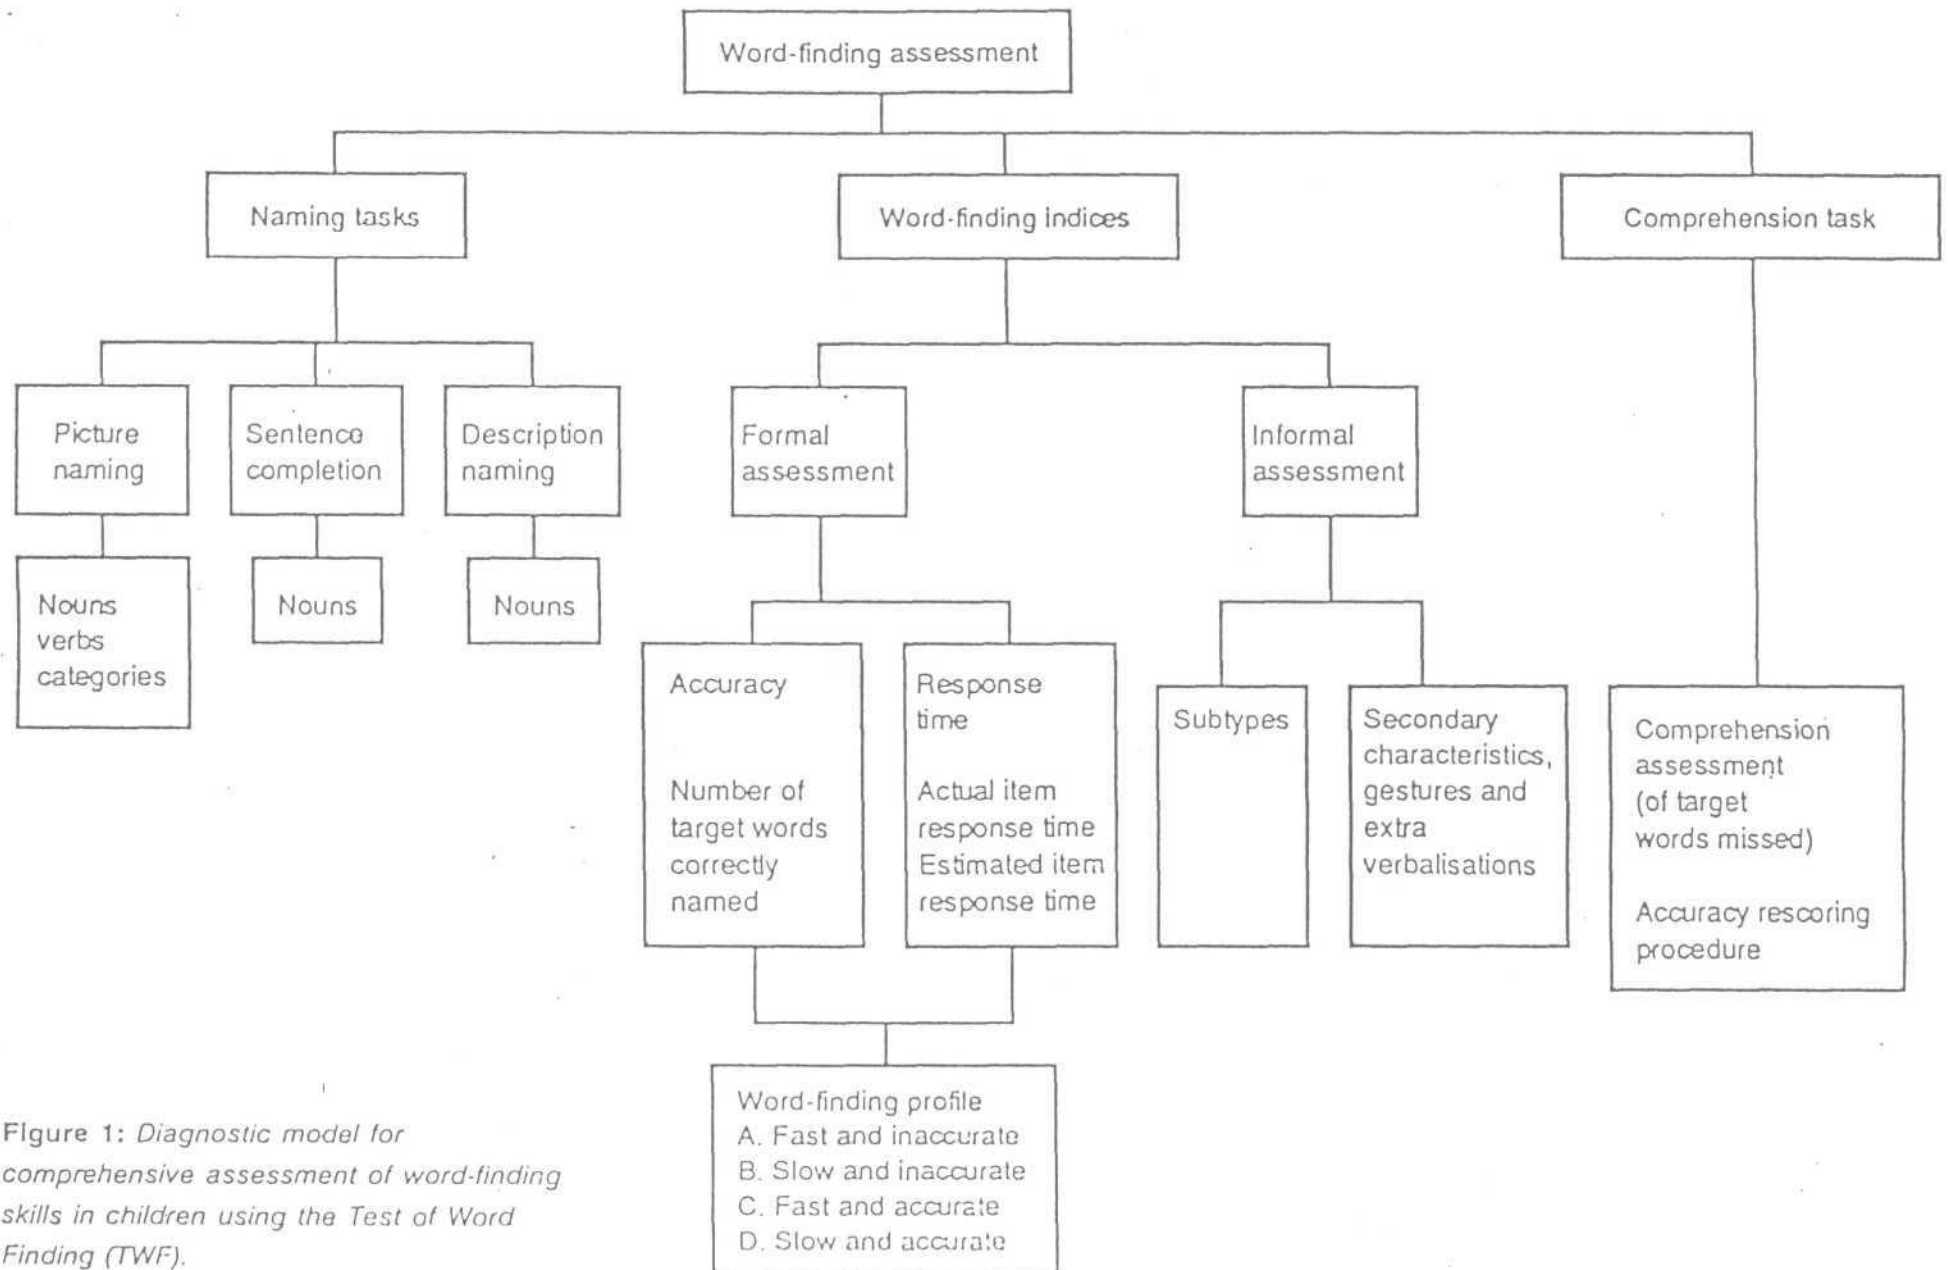 Word-finding assessment
Naming tasks
Word-finding indices
Comprehension task
Picture
naming
Sentence
completion
Description
naming
Formal
assessment
Informal
assessment
Nouns
verbs
categories
Nouns
Nouns
Accuracy
Number of
target words
correctly
named
Response
time
Actual item
response time
Estimated item
response time
Subtypes
Secondary
characteristics,
gestures and
extra
verbalisations
Comprehension
assessment
(of target
words missed)
Accuracy rescoring
procedure
Word-finding profile
A. Fast and inaccurate
B. Slow and inaccurate
C. Fast and accurate
D. Slow and accurate
Figure 1: Diagnostic model for
comprehensive assessment of word-finding
skills in children using the Test of Word
Finding (TWF).